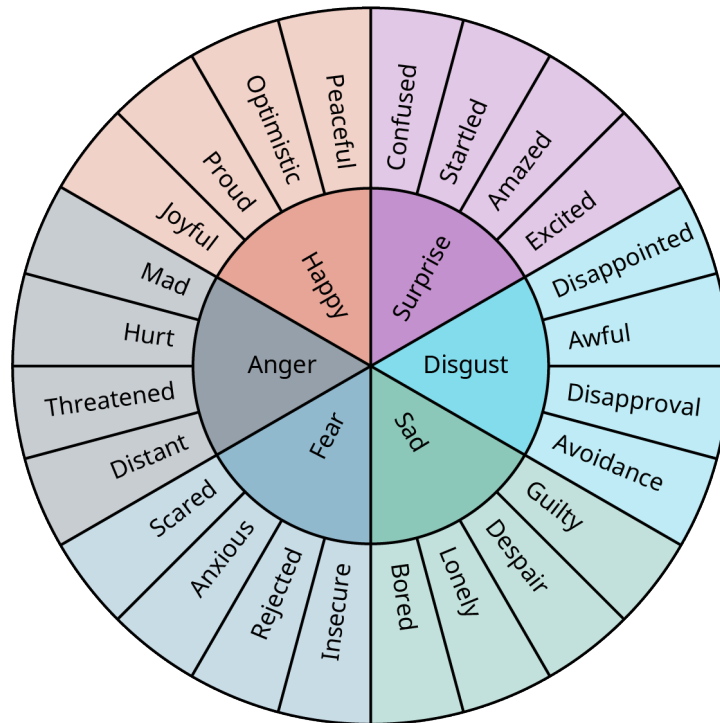 Happy
Surprise
Disgust
Sad
Fear
Anger
Confused
Startled
Amazed
Excited
Disappointed
Awful
Disapproval
Avoidance
Guilty
Despair
Lonely
Bored
Insecure
Rejected
Anxious
Scared
Distant
Threatened
Hurt
Mad
Joyful
Proud
Optimistic
Peaceful